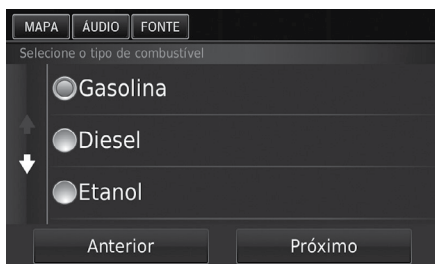 MAPA ÁUDIO FONTE
Selecione o tipo de combustível
Gasolina
Diesel
Etanol
Anterior Próximo